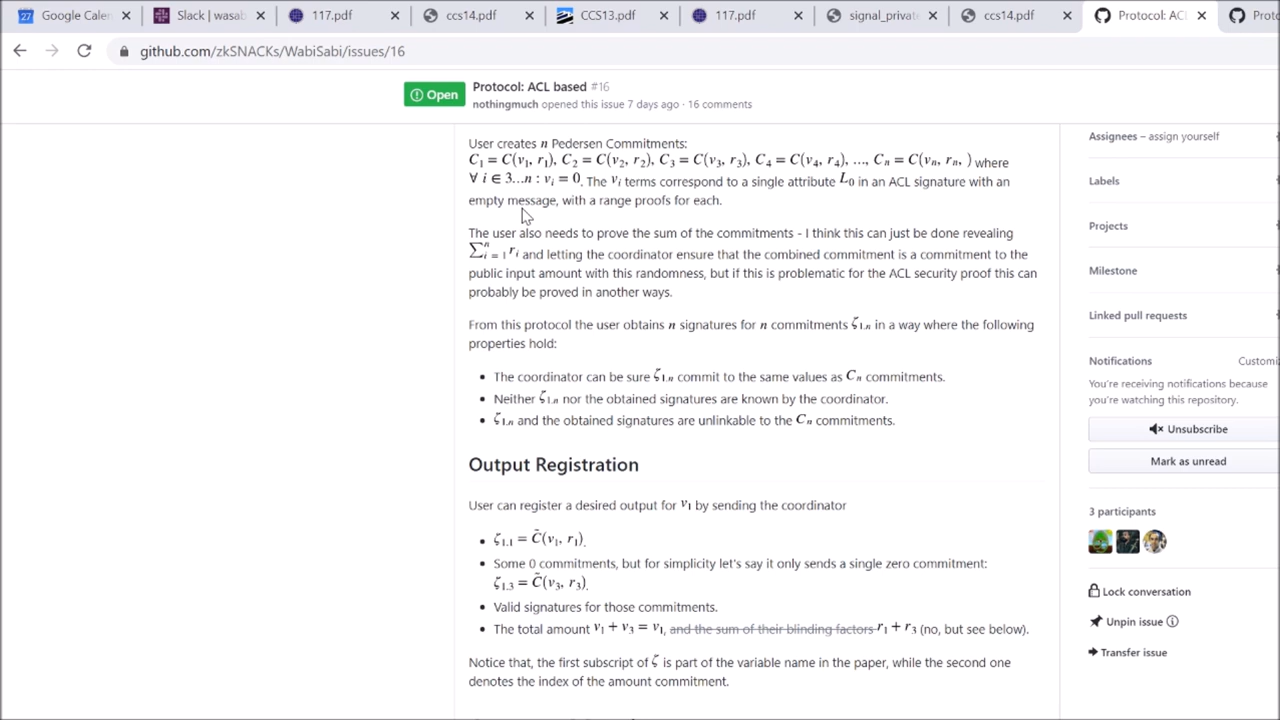 Google Calen
Slack | wasab
117.pdf
ccs14.pdf
CCS13.pdf
117.pdf
signal_privat
ccs14.pdf
Protocol: ACL
Proto
github.com/zkSNACKs/WabiSabi/issues/16
Open
Protocol: ACL based #16
nothingmuch opened this issue 7 days ago · 16 comments
User creates n Pedersen Commitments:
C₁ = C(v₁, r₁), C₂ = C(v₂, r₂), C₃ = C(v₃, r₃), C₄ = C(v₄, r₄), ..., Cₙ = C(vₙ, rₙ, ) where
∀ i ∈ 3...n : vᵢ = 0. The vᵢ terms correspond to a single attribute L₀ in an ACL signature with an
empty message, with a range proofs for each.
The user also needs to prove the sum of the commitments - I think this can just be done revealing
∑ⁿᵢ₌₁ rᵢ and letting the coordinator ensure that the combined commitment is a commitment to the
public input amount with this randomness, but if this is problematic for the ACL security proof this can
probably be proved in another ways.
From this protocol the user obtains n signatures for n commitments ζ₁.ₙ in a way where the following
properties hold:
• The coordinator can be sure ζ₁.ₙ commit to the same values as Cₙ commitments.
• Neither ζ₁.ₙ nor the obtained signatures are known by the coordinator.
• ζ₁.ₙ and the obtained signatures are unlinkable to the Cₙ commitments.
Output Registration
User can register a desired output for v₁ by sending the coordinator
• ζ₁.₁ = C̃(v₁, r₁).
• Some 0 commitments, but for simplicity let's say it only sends a single zero commitment:
ζ₁.₃ = C̃(v₃, r₃).
• Valid signatures for those commitments.
• The total amount v₁ + v₃ = v₁, and the sum of their blinding factors r₁ + r₃ (no, but see below).
Notice that, the first subscript of ζ is part of the variable name in the paper, while the second one
denotes the index of the amount commitment.
Assignees – assign yourself
Labels
Projects
Milestone
Linked pull requests
Notifications
Customi
You're receiving notifications because
you're watching this repository.
Unsubscribe
Mark as unread
3 participants
Lock conversation
Unpin issue
Transfer issue